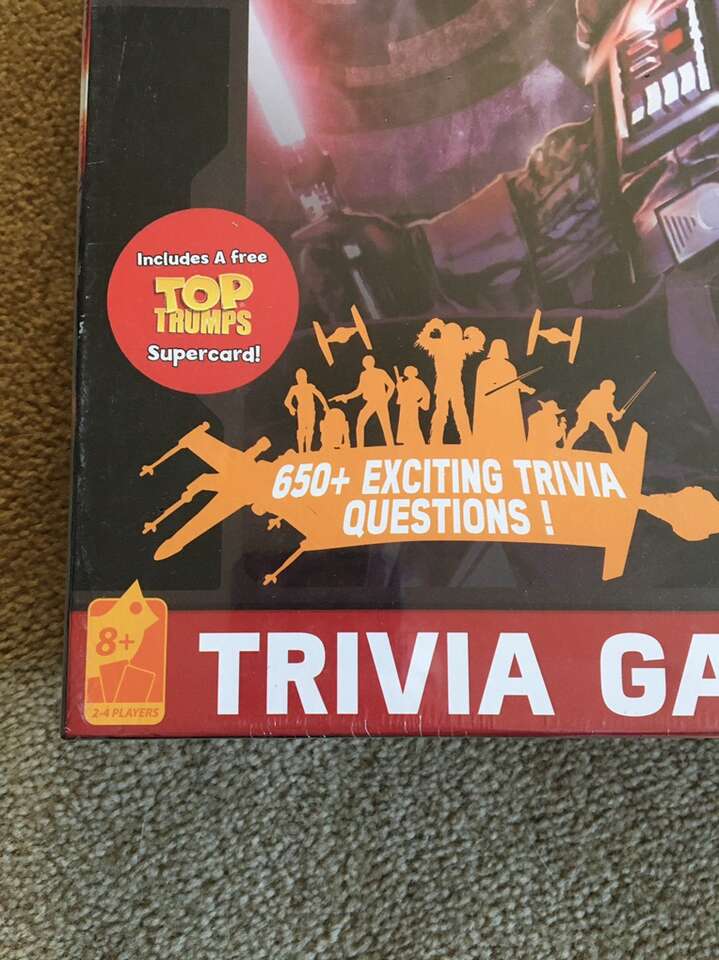 Includes A free
TOP
TRUMPS
Supercard!
650+ EXCITING TRIVIA
QUESTIONS !
8+
2-4 PLAYERS
TRIVIA GA